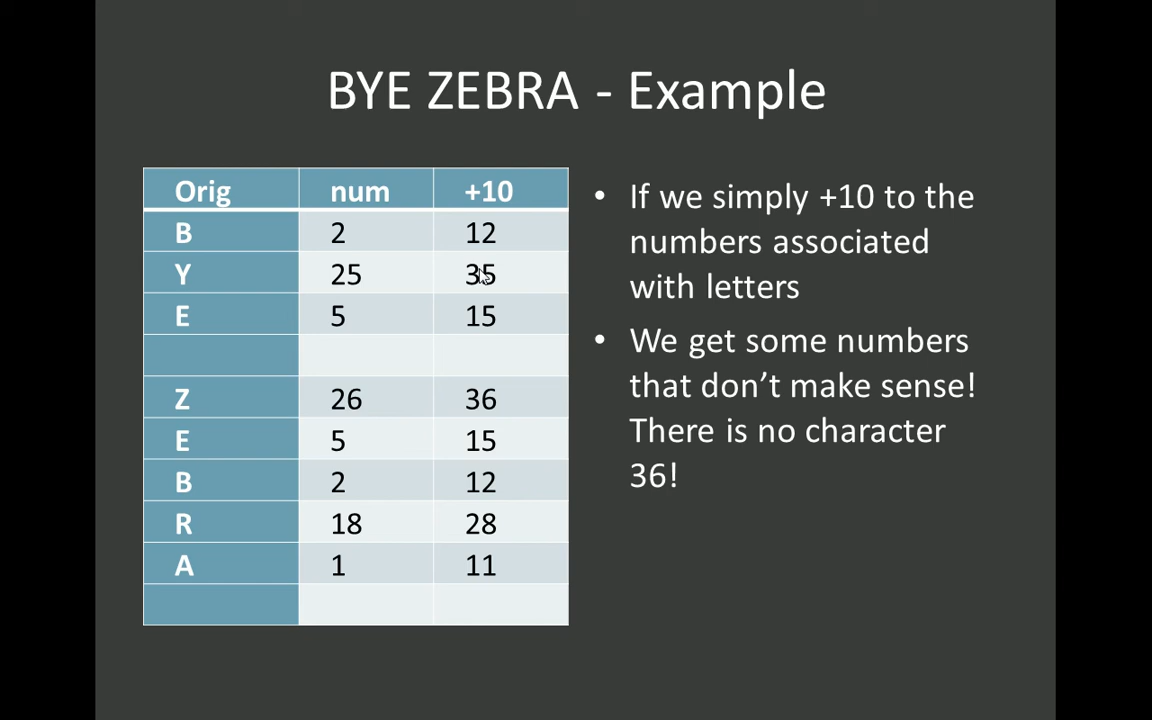 BYE ZEBRA - Example
Orig num +10
B 2 12
Y 25 35
E 5 15
Z 26 36
E 5 15
B 2 12
R 18 28
A 1 11
• If we simply +10 to the
numbers associated
with letters
• We get some numbers
that don’t make sense!
There is no character
36!